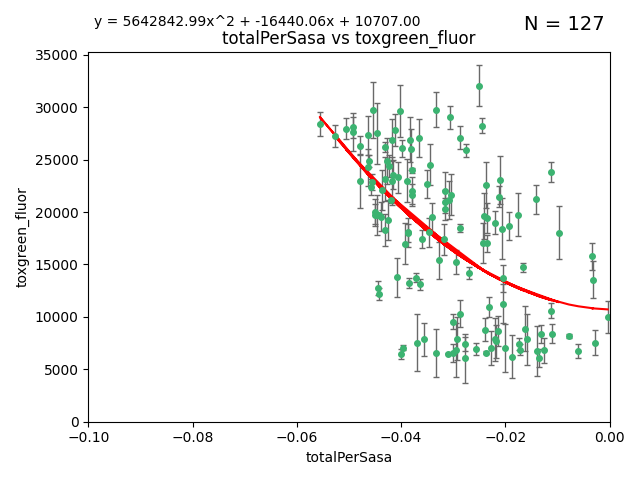 y = 5642842.99x^2 + -16440.06x + 10707.00
N = 127
totalPerSasa vs toxgreen_fluor
35000
30000
25000
20000
15000
10000
5000
0
toxgreen_fluor
−0.10 −0.08 −0.06 −0.04 −0.02 0.00
totalPerSasa